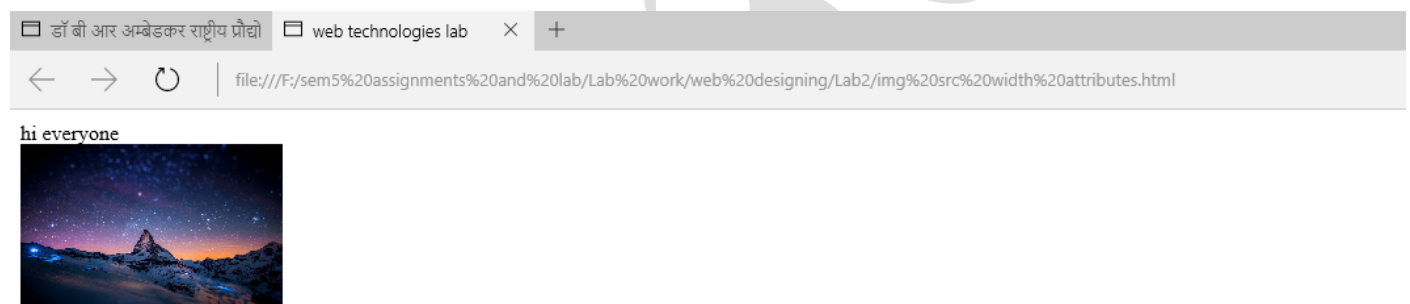 डॉ बी आर अम्बेडकर राष्ट्रीय प्रौद्यो
web technologies lab
file:///F:/sem5%20assignments%20and%20lab/Lab%20work/web%20designing/Lab2/img%20src%20width%20attributes.html
hi everyone